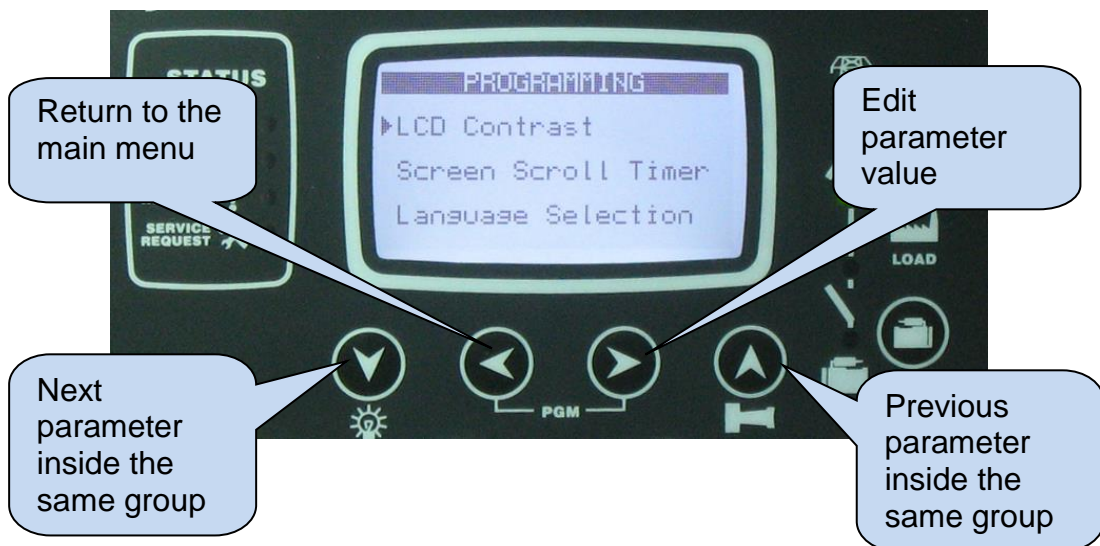 STATUS
Return to the
main menu
PROGRAMMING
LCD Contrast
Screen Scroll Timer
Language Selection
Edit
parameter
value
SERVICE
REQUEST
LOAD
PGM
Next
parameter
inside the
same group
Previous
parameter
inside the
same group